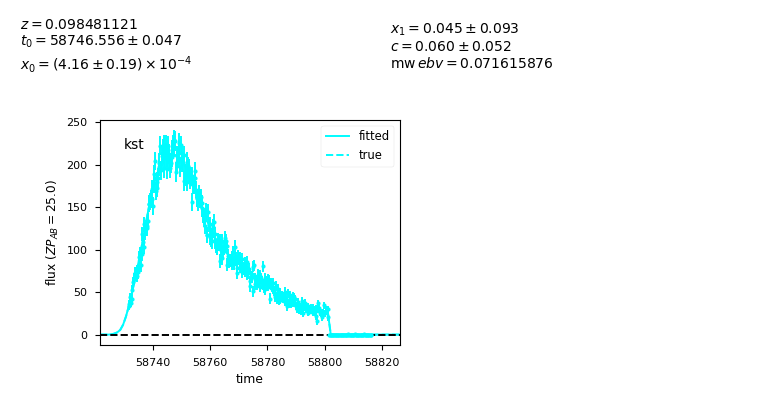 z = 0.098481121
t₀ = 58746.556 ± 0.047
x₀ = (4.16 ± 0.19) × 10⁻⁴
x₁ = 0.045 ± 0.093
c = 0.060 ± 0.052
mw ebv = 0.071615876
kst
fitted
true
250
200
150
100
50
0
flux (ZP_AB = 25.0)
58740 58760 58780 58800 58820
time